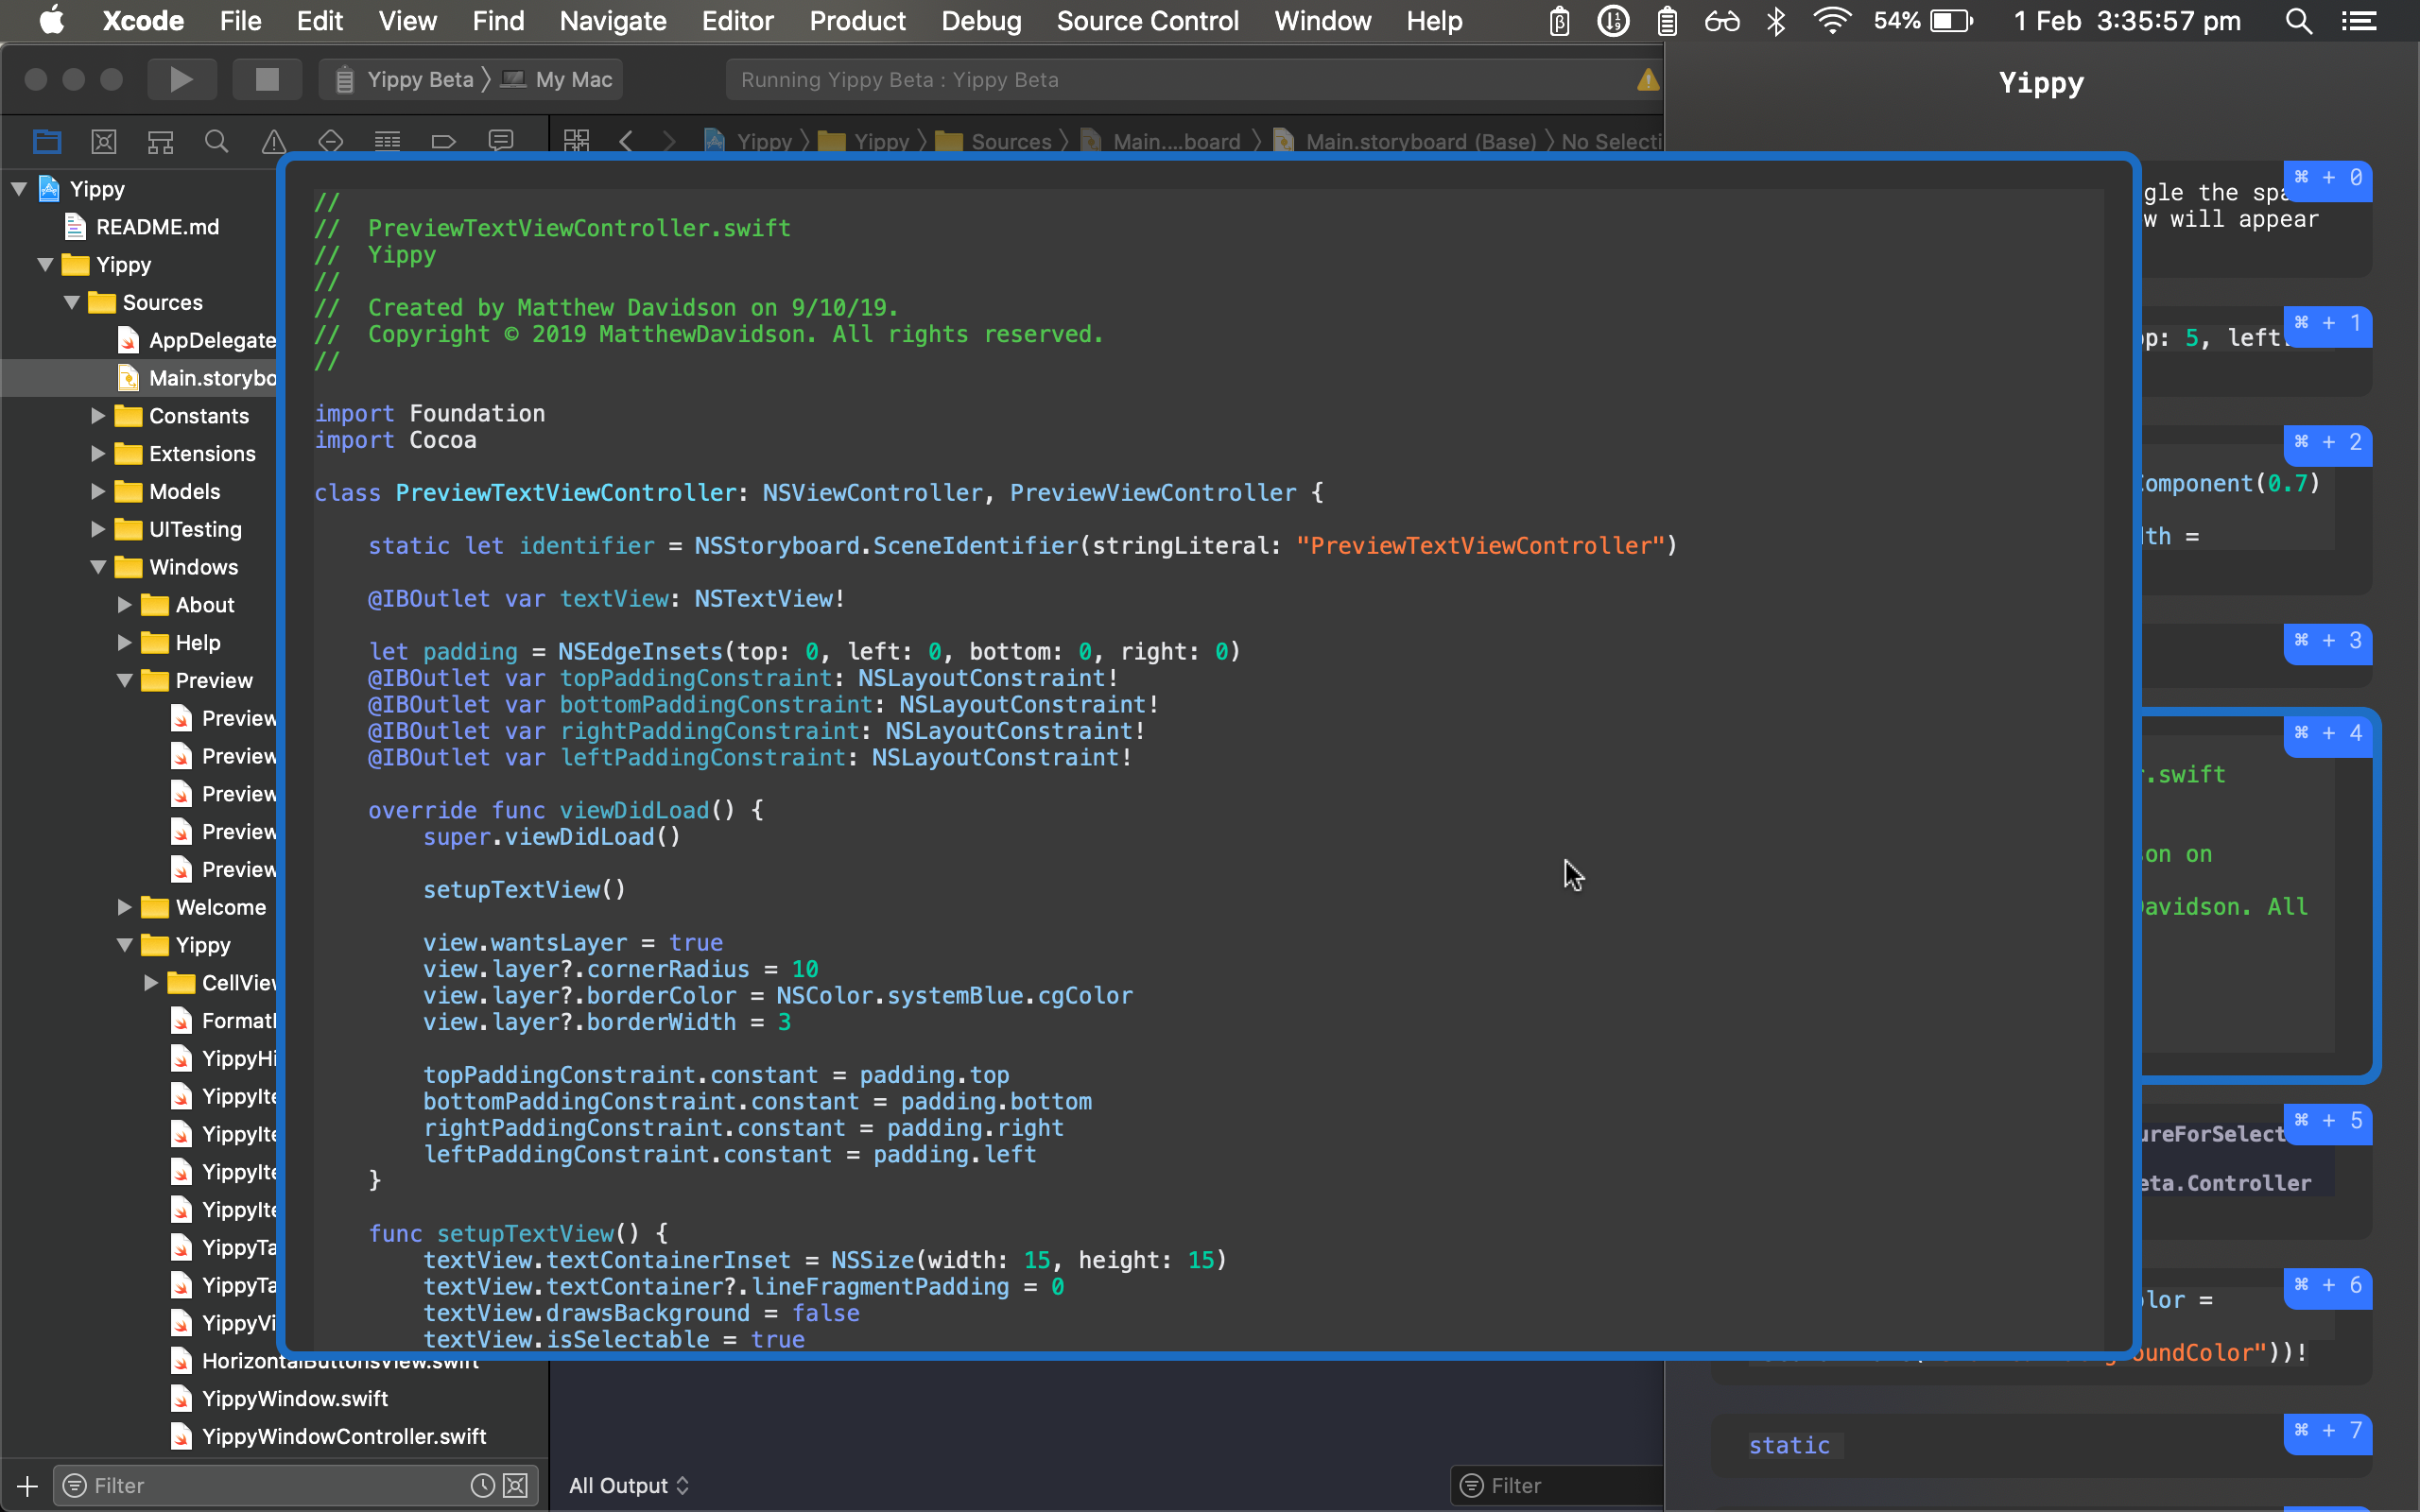 Xcode File Edit View Find Navigate Editor Product Debug Source Control Window Help 54% 1 Feb 3:35:57 pm
Yippy Beta My Mac
Running Yippy Beta : Yippy Beta
Yippy
Yippy Yippy Sources Main....board Main.storyboard (Base) No Selecti
Yippy
README.md
Yippy
Sources
AppDelegate
Main.storybo
Constants
Extensions
Models
UITesting
Windows
About
Help
Preview
Preview
Preview
Preview
Preview
Preview
Welcome
Yippy
CellView
Format
YippyHi
YippyIte
YippyIte
YippyIte
YippyIte
YippyTa
YippyTa
YippyVi
HorizontalButtonsView.swift
YippyWindow.swift
YippyWindowController.swift
Filter
//
//  PreviewTextViewController.swift
//  Yippy
//
//  Created by Matthew Davidson on 9/10/19.
//  Copyright © 2019 MatthewDavidson. All rights reserved.
//
import Foundation
import Cocoa
class PreviewTextViewController: NSViewController, PreviewViewController {
static let identifier = NSStoryboard.SceneIdentifier(stringLiteral: "PreviewTextViewController")
@IBOutlet var textView: NSTextView!
let padding = NSEdgeInsets(top: 0, left: 0, bottom: 0, right: 0)
@IBOutlet var topPaddingConstraint: NSLayoutConstraint!
@IBOutlet var bottomPaddingConstraint: NSLayoutConstraint!
@IBOutlet var rightPaddingConstraint: NSLayoutConstraint!
@IBOutlet var leftPaddingConstraint: NSLayoutConstraint!
override func viewDidLoad() {
super.viewDidLoad()
setupTextView()
view.wantsLayer = true
view.layer?.cornerRadius = 10
view.layer?.borderColor = NSColor.systemBlue.cgColor
view.layer?.borderWidth = 3
topPaddingConstraint.constant = padding.top
bottomPaddingConstraint.constant = padding.bottom
rightPaddingConstraint.constant = padding.right
leftPaddingConstraint.constant = padding.left
}
func setupTextView() {
textView.textContainerInset = NSSize(width: 15, height: 15)
textView.textContainer?.lineFragmentPadding = 0
textView.drawsBackground = false
textView.isSelectable = true
All Output
Filter
⌘ + 0
gle the spa
w will appear
⌘ + 1
op: 5, left:
⌘ + 2
omponent(0.7)
dth =
⌘ + 3
⌘ + 4
r.swift
on on
Davidson. All
⌘ + 5
ureForSelect
eta.Controller
⌘ + 6
lor =
oundColor"))!
⌘ + 7
static